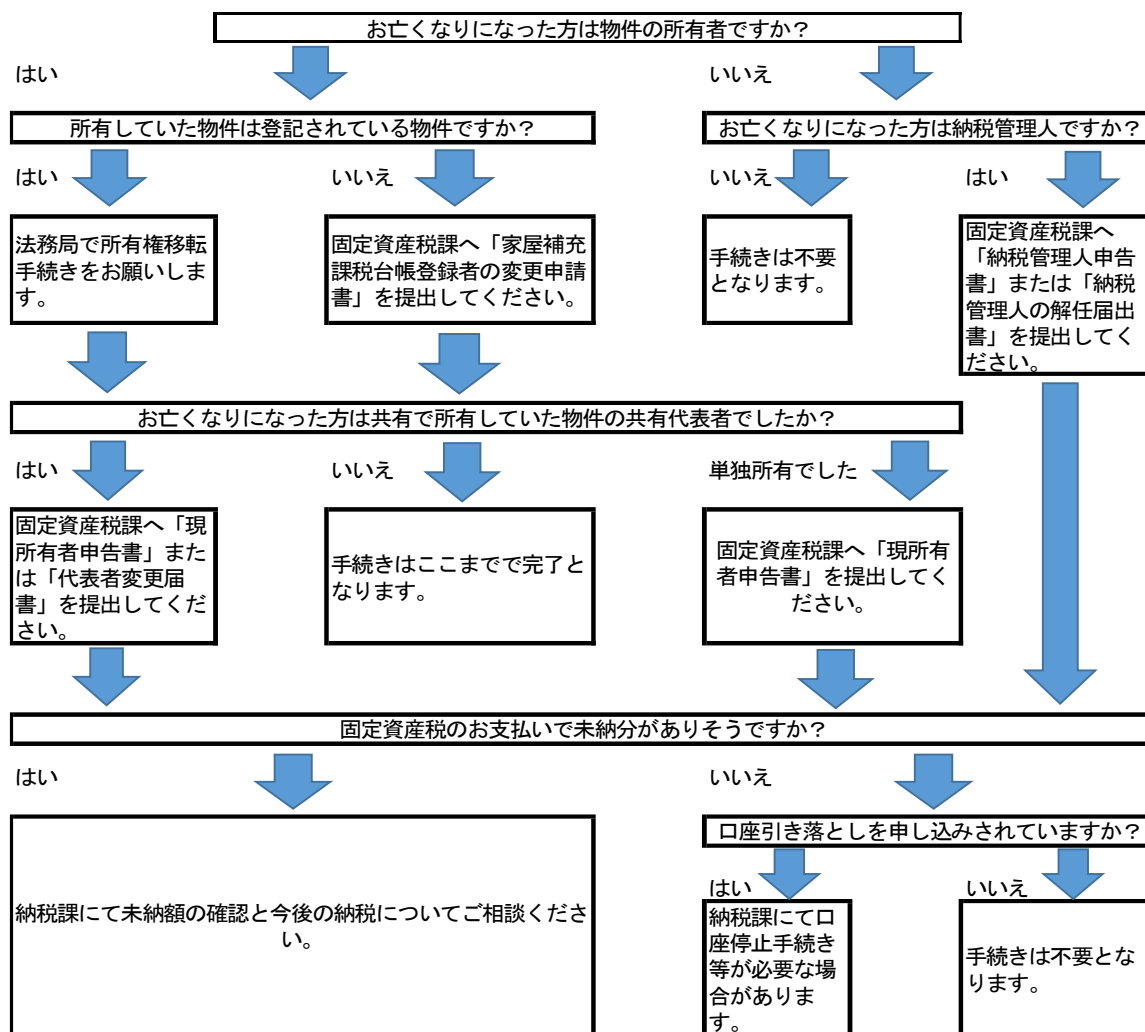 お亡くなりになった方は物件の所有者ですか？
はい
いいえ
所有していた物件は登記されている物件ですか？
お亡くなりになった方は納税管理人ですか？
はい
いいえ
いいえ
はい
法務局で所有権移転
手続きをお願いしま
す。
固定資産税課へ「家屋補充
課税台帳登録者の変更申請
書」を提出してください。
手続きは不要
となります。
固定資産税課へ
「納税管理人申告
書」または「納税
管理人の解任届出
書」を提出してく
ださい。
お亡くなりになった方は共有で所有していた物件の共有代表者でしたか？
はい
いいえ
単独所有でした
固定資産税課へ「現
所有者申告書」また
は「代表者変更届
書」を提出してくだ
さい。
手続きはここまでで完了と
なります。
固定資産税課へ「現所有
者申告書」を提出してく
ださい。
固定資産税のお支払いで未納分がありそうですか？
はい
いいえ
口座引き落としを申し込みされていますか？
はい
いいえ
納税課にて未納額の確認と今後の納税についてご相談くださ
い。
納税課にて口
座停止手続き
等が必要な場
合がありま
す。
手続きは不要とな
ります。